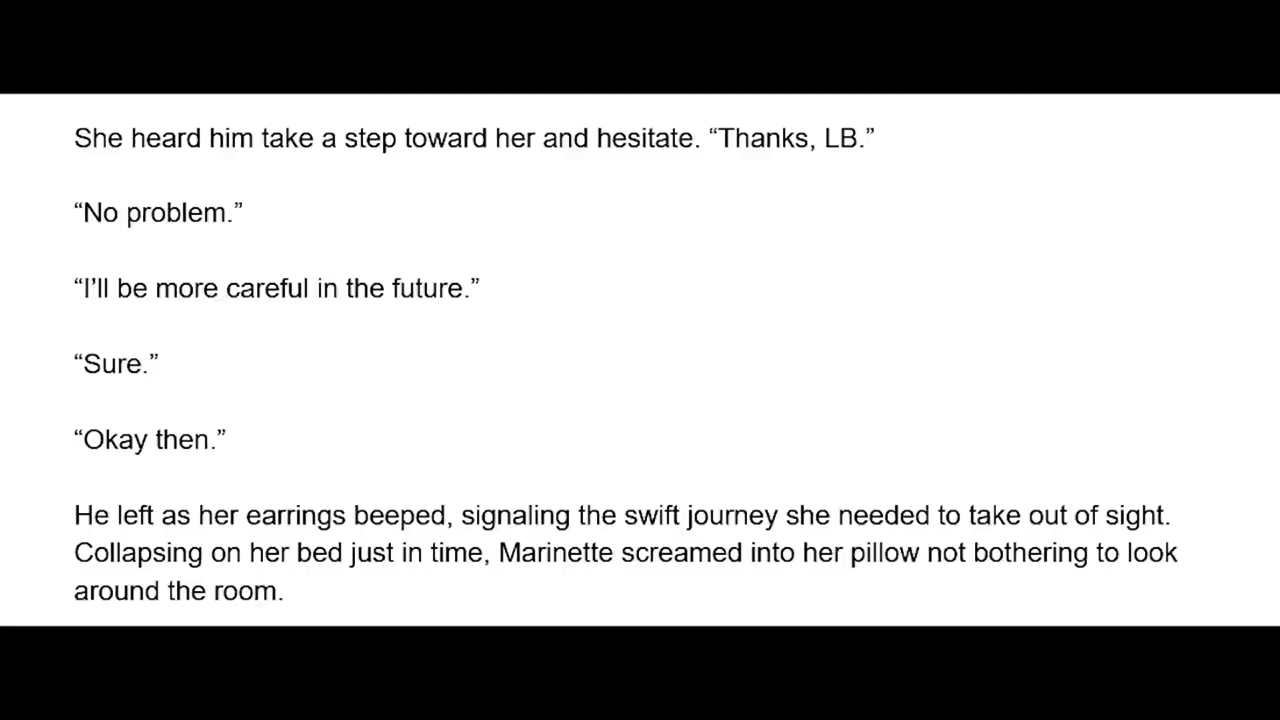 She heard him take a step toward her and hesitate. “Thanks, LB.”
“No problem.”
“I’ll be more careful in the future.”
“Sure.”
“Okay then.”
He left as her earrings beeped, signaling the swift journey she needed to take out of sight.
Collapsing on her bed just in time, Marinette screamed into her pillow not bothering to look
around the room.